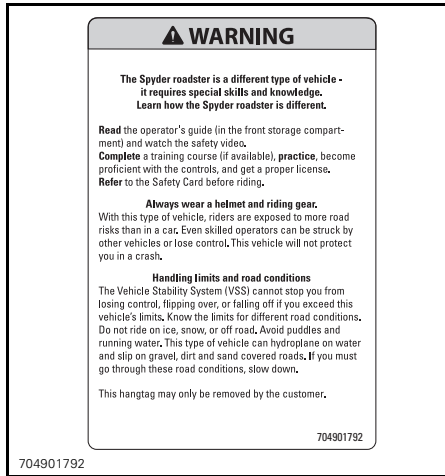 WARNING
The Spyder roadster is a different type of vehicle -
it requires special skills and knowledge.
Learn how the Spyder roadster is different.
Read the operator's guide (in the front storage compart-
ment) and watch the safety video.
Complete a training course (if available), practice, become
proficient with the controls, and get a proper license.
Refer to the Safety Card before riding.
Always wear a helmet and riding gear.
With this type of vehicle, riders are exposed to more road
risks than in a car. Even skilled operators can be struck by
other vehicles or lose control. This vehicle will not protect
you in a crash.
Handling limits and road conditions
The Vehicle Stability System (VSS) cannot stop you from
losing control, flipping over, or falling off if you exceed this
vehicle's limits. Know the limits for different road conditions.
Do not ride on ice, snow, or off road. Avoid puddles and
running water. This type of vehicle can hydroplane on water
and slip on gravel, dirt and sand covered roads. If you must
go through these road conditions, slow down.
This hangtag may only be removed by the customer.
704901792
704901792